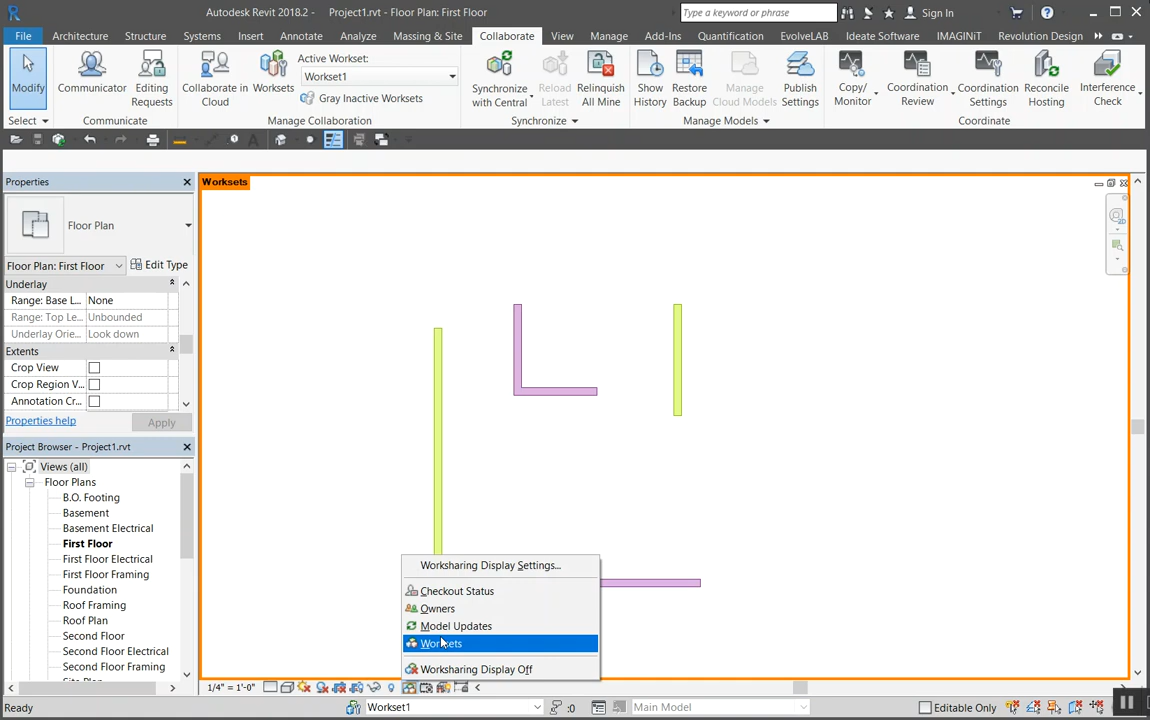 Autodesk Revit 2018.2 - Project1.rvt - Floor Plan: First Floor
Type a keyword or phrase
Sign In
File Architecture Structure Systems Insert Annotate Analyze Massing & Site Collaborate View Manage Add-Ins Quantification EvolveLAB Ideate Software IMAGINiT Revolution Design
Modify
Select
Communicator
Editing
Requests
Communicate
Collaborate in
Cloud
Worksets
Active Workset:
Workset1
Gray Inactive Worksets
Manage Collaboration
Synchronize
with Central
Reload
Latest
Relinquish
All Mine
Synchronize
Show
History
Restore
Backup
Manage
Cloud Models
Publish
Settings
Manage Models
Copy/
Monitor
Coordination
Review
Coordination
Settings
Reconcile
Hosting
Interference
Check
Coordinate
Properties
Floor Plan
Floor Plan: First Floor
Edit Type
Underlay
Range: Base L... None
Range: Top Le... Unbounded
Underlay Orie... Look down
Extents
Crop View
Crop Region V...
Annotation Cr...
Properties help
Apply
Project Browser - Project1.rvt
Views (all)
Floor Plans
B.O. Footing
Basement
Basement Electrical
First Floor
First Floor Electrical
First Floor Framing
Foundation
Roof Framing
Roof Plan
Second Floor
Second Floor Electrical
Second Floor Framing
Worksets
Worksharing Display Settings...
Checkout Status
Owners
Model Updates
Worksets
Worksharing Display Off
1/4" = 1'-0"
Ready
Workset1
:0
Main Model
Editable Only